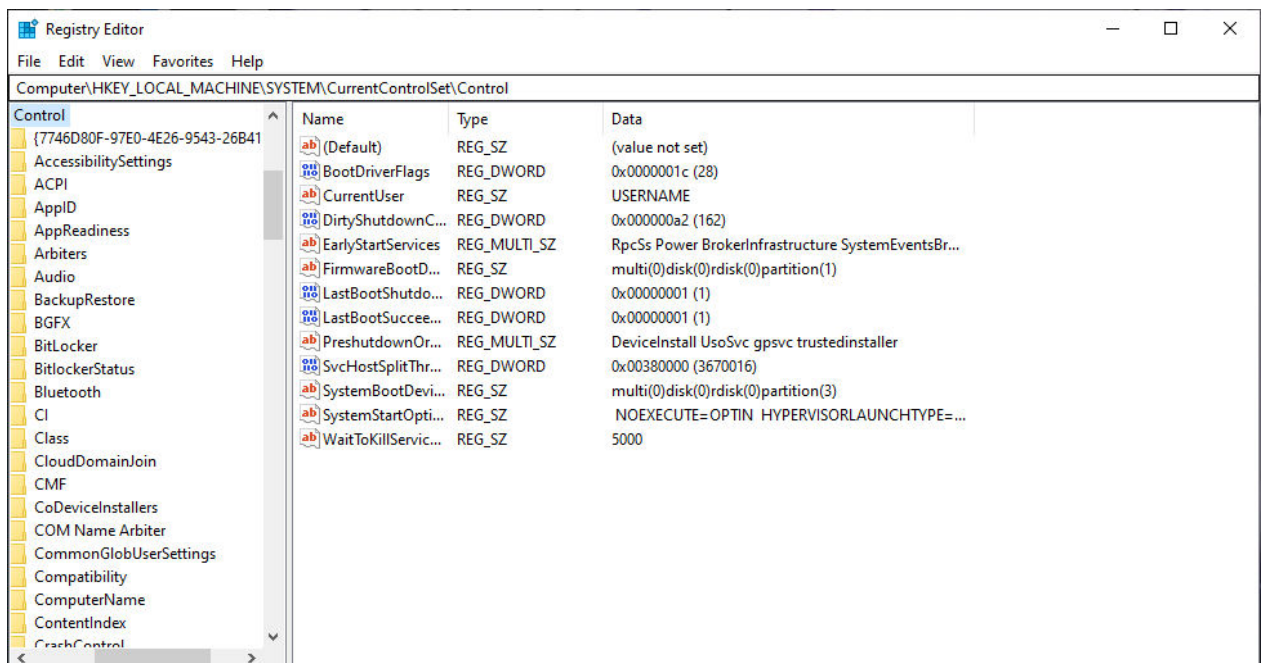 Registry Editor
File Edit View Favorites Help
Computer\HKEY_LOCAL_MACHINE\SYSTEM\CurrentControlSet\Control
Control
{7746D80F-97E0-4E26-9543-26B41
AccessibilitySettings
ACPI
AppID
AppReadiness
Arbiters
Audio
BackupRestore
BGFX
BitLocker
BitlockerStatus
Bluetooth
CI
Class
CloudDomainJoin
CMF
CoDeviceInstallers
COM Name Arbiter
CommonGlobUserSettings
Compatibility
ComputerName
ContentIndex
CrashControl
Name Type Data
(Default) REG_SZ (value not set)
BootDriverFlags REG_DWORD 0x0000001c (28)
CurrentUser REG_SZ USERNAME
DirtyShutdownC... REG_DWORD 0x000000a2 (162)
EarlyStartServices REG_MULTI_SZ RpcSs Power BrokerInfrastructure SystemEventsBr...
FirmwareBootD... REG_SZ multi(0)disk(0)rdisk(0)partition(1)
LastBootShutdo... REG_DWORD 0x00000001 (1)
LastBootSuccee... REG_DWORD 0x00000001 (1)
PreshutdownOr... REG_MULTI_SZ DeviceInstall UsoSvc gpsvc trustedinstaller
SvcHostSplitThr... REG_DWORD 0x00380000 (3670016)
SystemBootDevi... REG_SZ multi(0)disk(0)rdisk(0)partition(3)
SystemStartOpti... REG_SZ NOEXECUTE=OPTIN HYPERVISORLAUNCHTYPE=...
WaitToKillServic... REG_SZ 5000